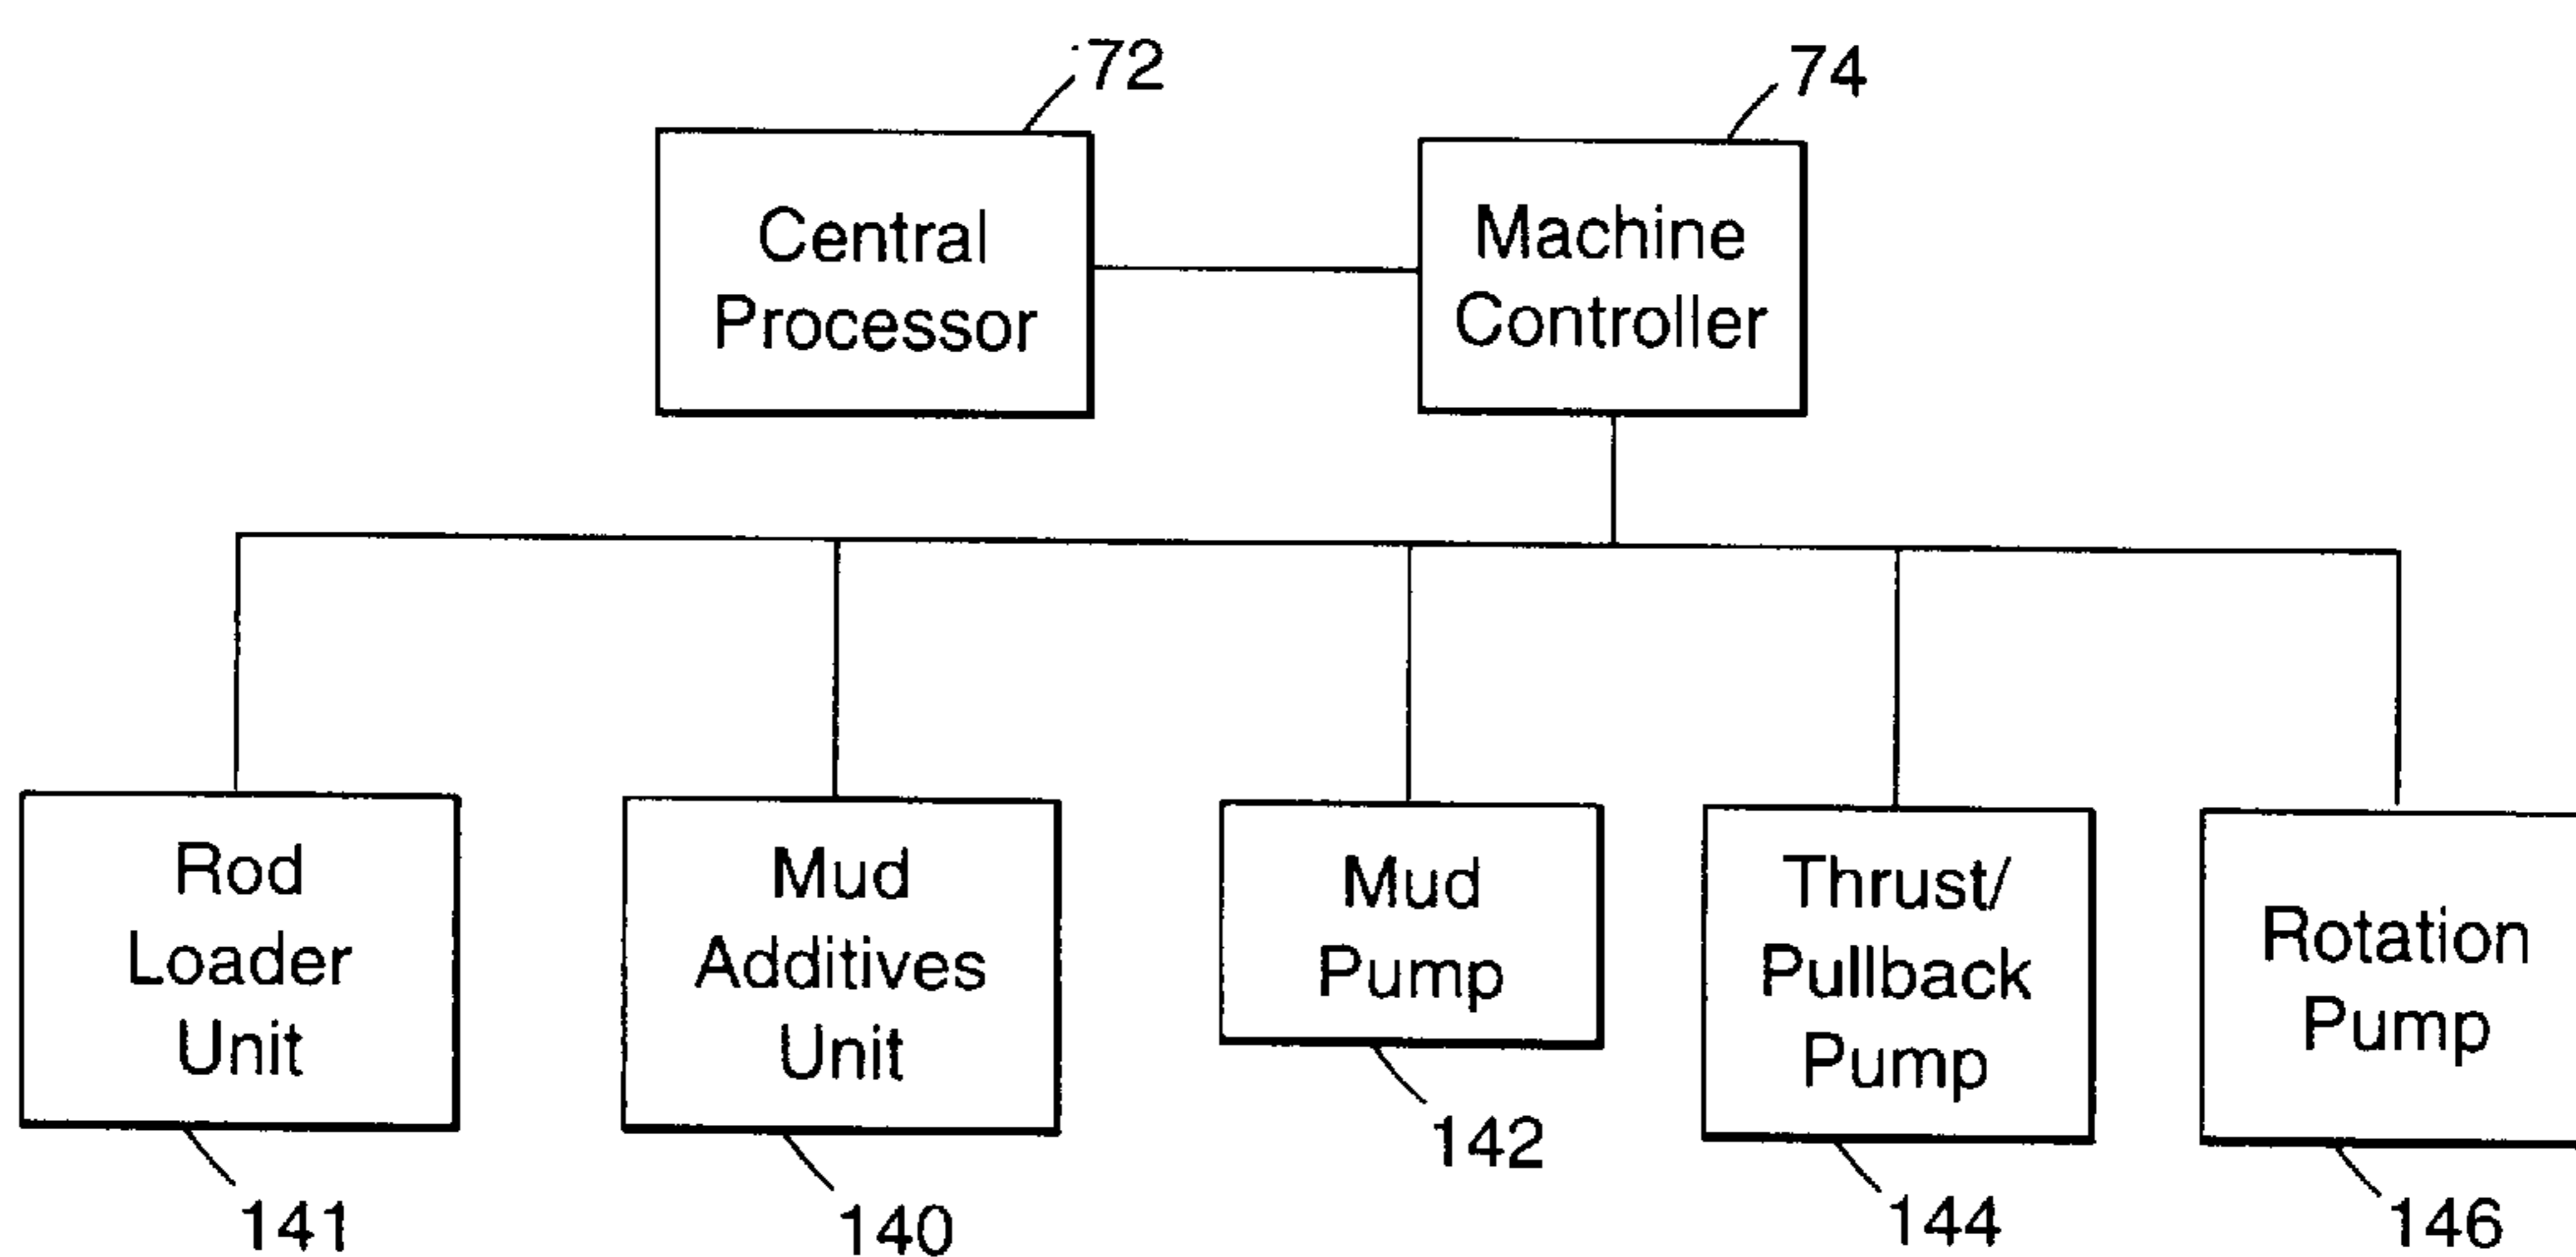 72
74
Central
Processor
Machine
Controller
Rod
Loader
Unit
Mud
Additives
Unit
Mud
Pump
Thrust/
Pullback
Pump
Rotation
Pump
141
140
142
144
146